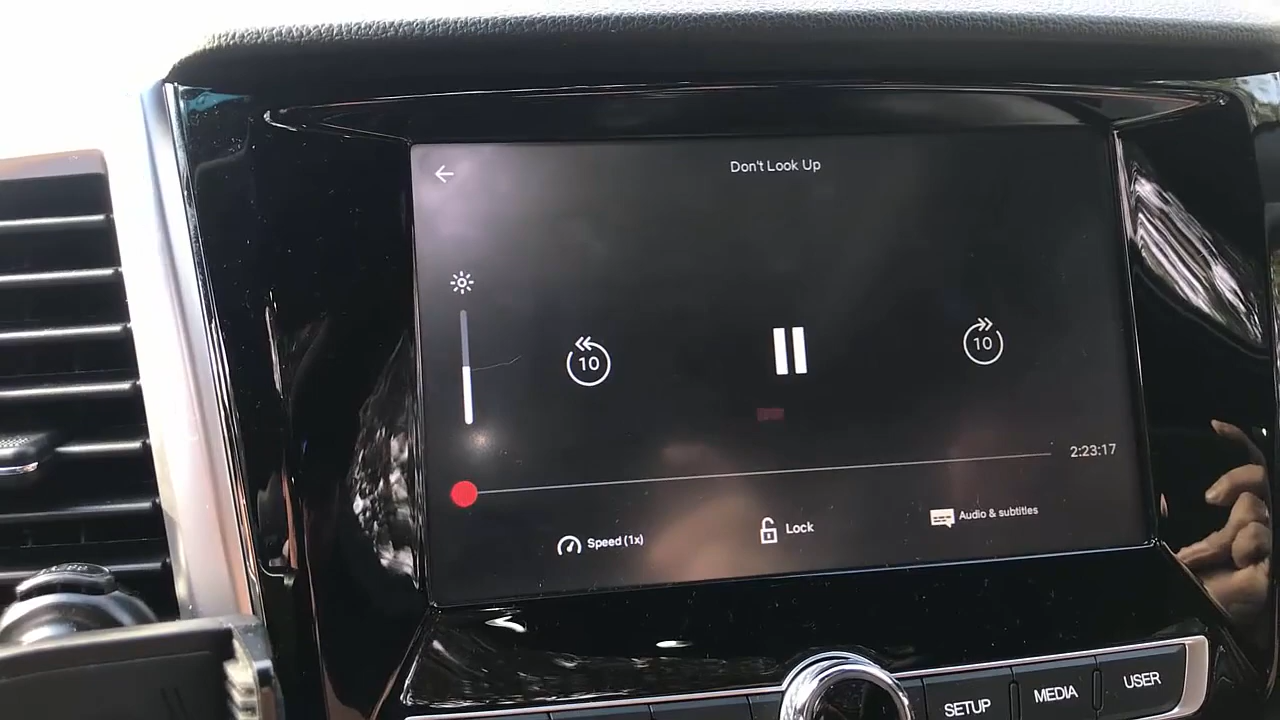 Don't Look Up
10
10
2:23:17
Speed (1x)
Lock
Audio & subtitles
SETUP
MEDIA
USER